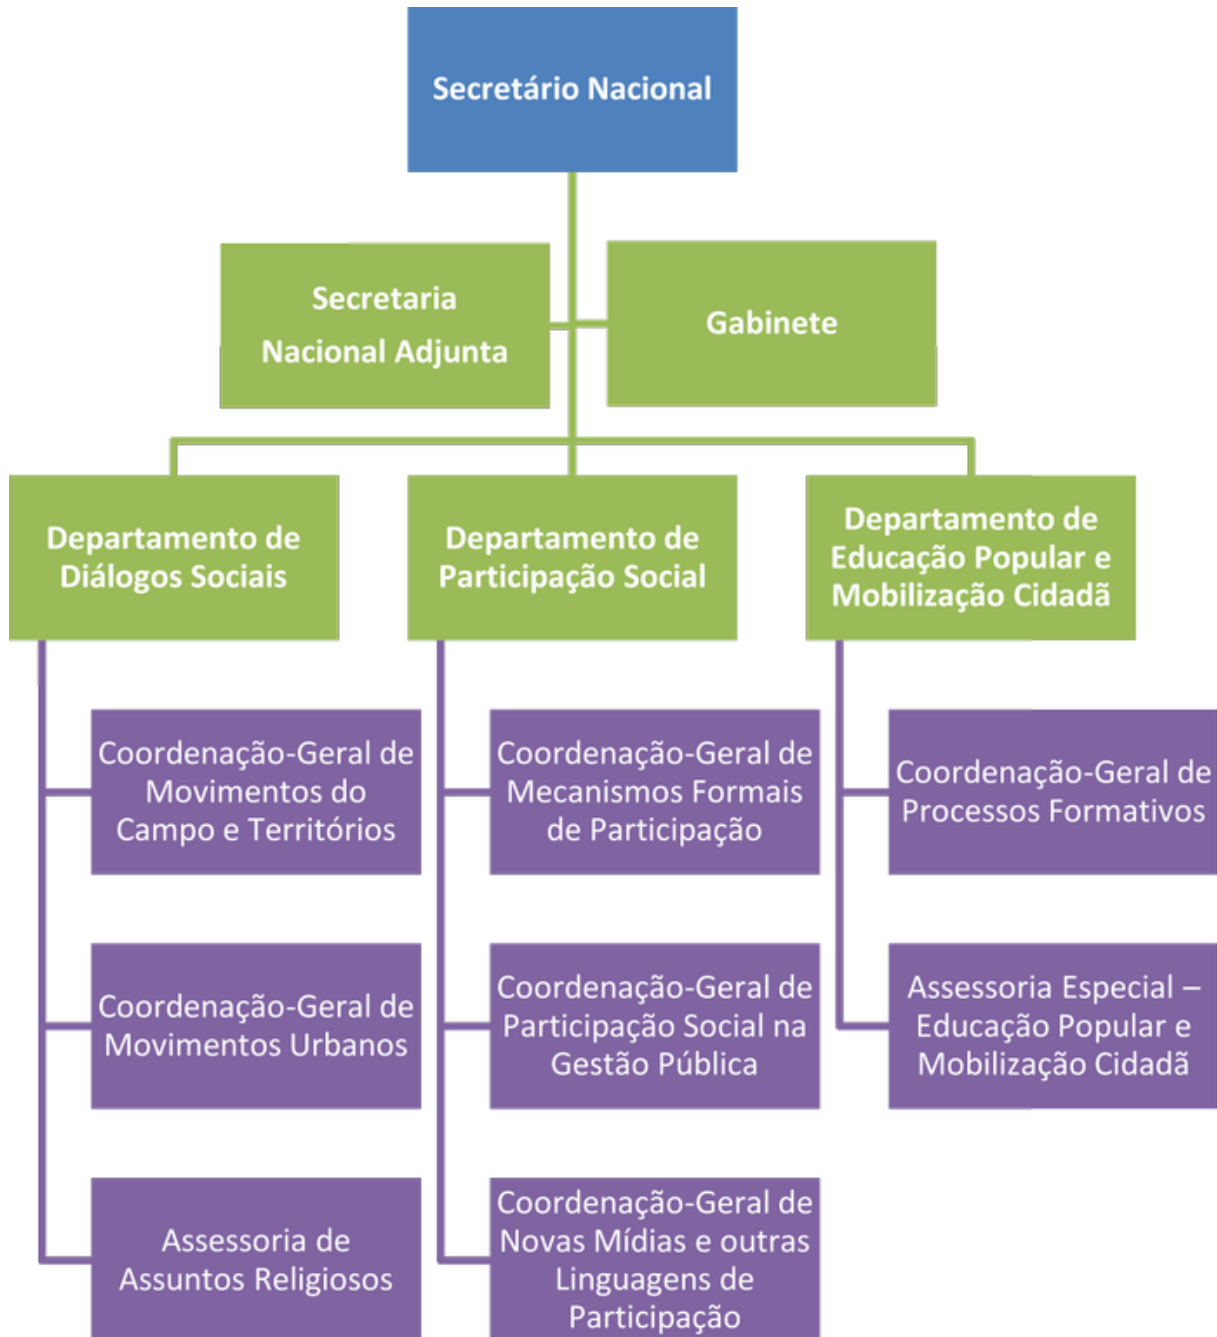 Secretário Nacional
Secretaria
Nacional Adjunta
Gabinete
Departamento de
Diálogos Sociais
Departamento de
Participação Social
Departamento de
Educação Popular e
Mobilização Cidadã
Coordenação-Geral de
Movimentos do
Campo e Territórios
Coordenação-Geral de
Mecanismos Formais
de Participação
Coordenação-Geral de
Processos Formativos
Coordenação-Geral de
Movimentos Urbanos
Coordenação-Geral de
Participação Social na
Gestão Pública
Assessoria Especial –
Educação Popular e
Mobilização Cidadã
Assessoria de
Assuntos Religiosos
Coordenação-Geral de
Novas Mídias e outras
Linguagens de
Participação